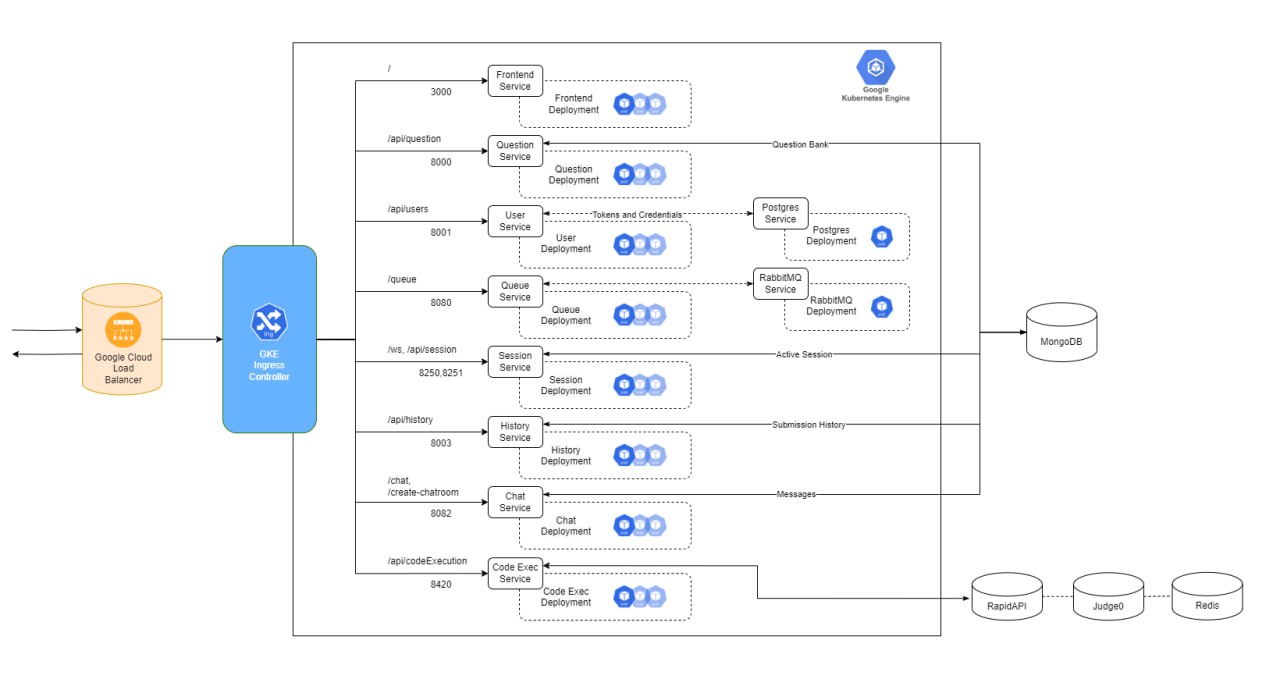 /
3000
Frontend
Service
Frontend
Deployment
Google
Kubernetes Engine
/api/question
8000
Question
Service
Question
Deployment
Question Bank
/api/users
8001
User
Service
User
Deployment
Tokens and Credentials
Postgres
Service
Postgres
Deployment
/queue
8080
Queue
Service
Queue
Deployment
RabbitMQ
Service
RabbitMQ
Deployment
Google Cloud
Load
Balancer
ing
GKE
Ingress
Controller
/ws, /api/session
8250,8251
Session
Service
Session
Deployment
Active Session
MongoDB
/api/history
8003
History
Service
History
Deployment
Submission History
/chat,
/create-chatroom
8082
Chat
Service
Chat
Deployment
Messages
/api/codeExecution
8420
Code Exec
Service
Code Exec
Deployment
RapidAPI
Judge0
Redis